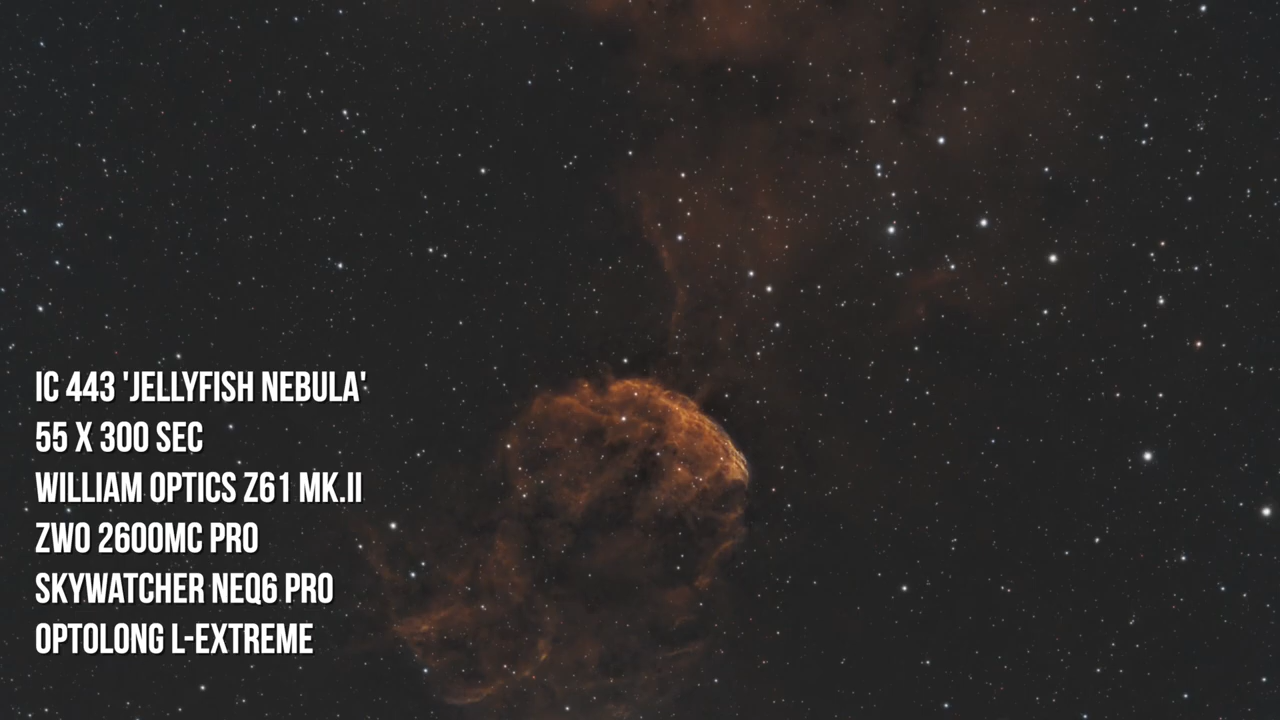 IC 443 'JELLYFISH NEBULA'
55 X 300 SEC
WILLIAM OPTICS Z61 MK.II
ZWO 2600MC PRO
SKYWATCHER NEQ6 PRO
OPTOLONG L-EXTREME